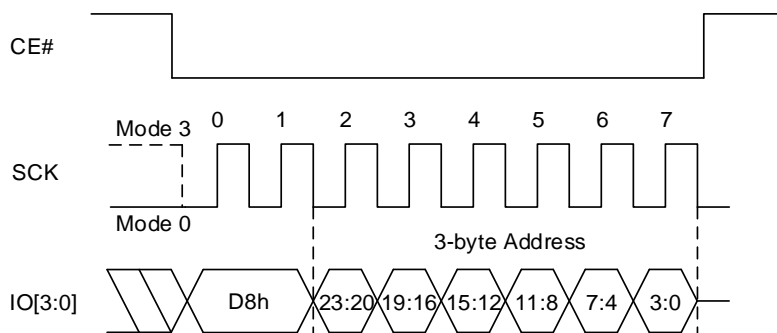 CE#
Mode 3
0 1 2 3 4 5 6 7
SCK
Mode 0
3-byte Address
IO[3:0]
D8h 23:20 19:16 15:12 11:8 7:4 3:0